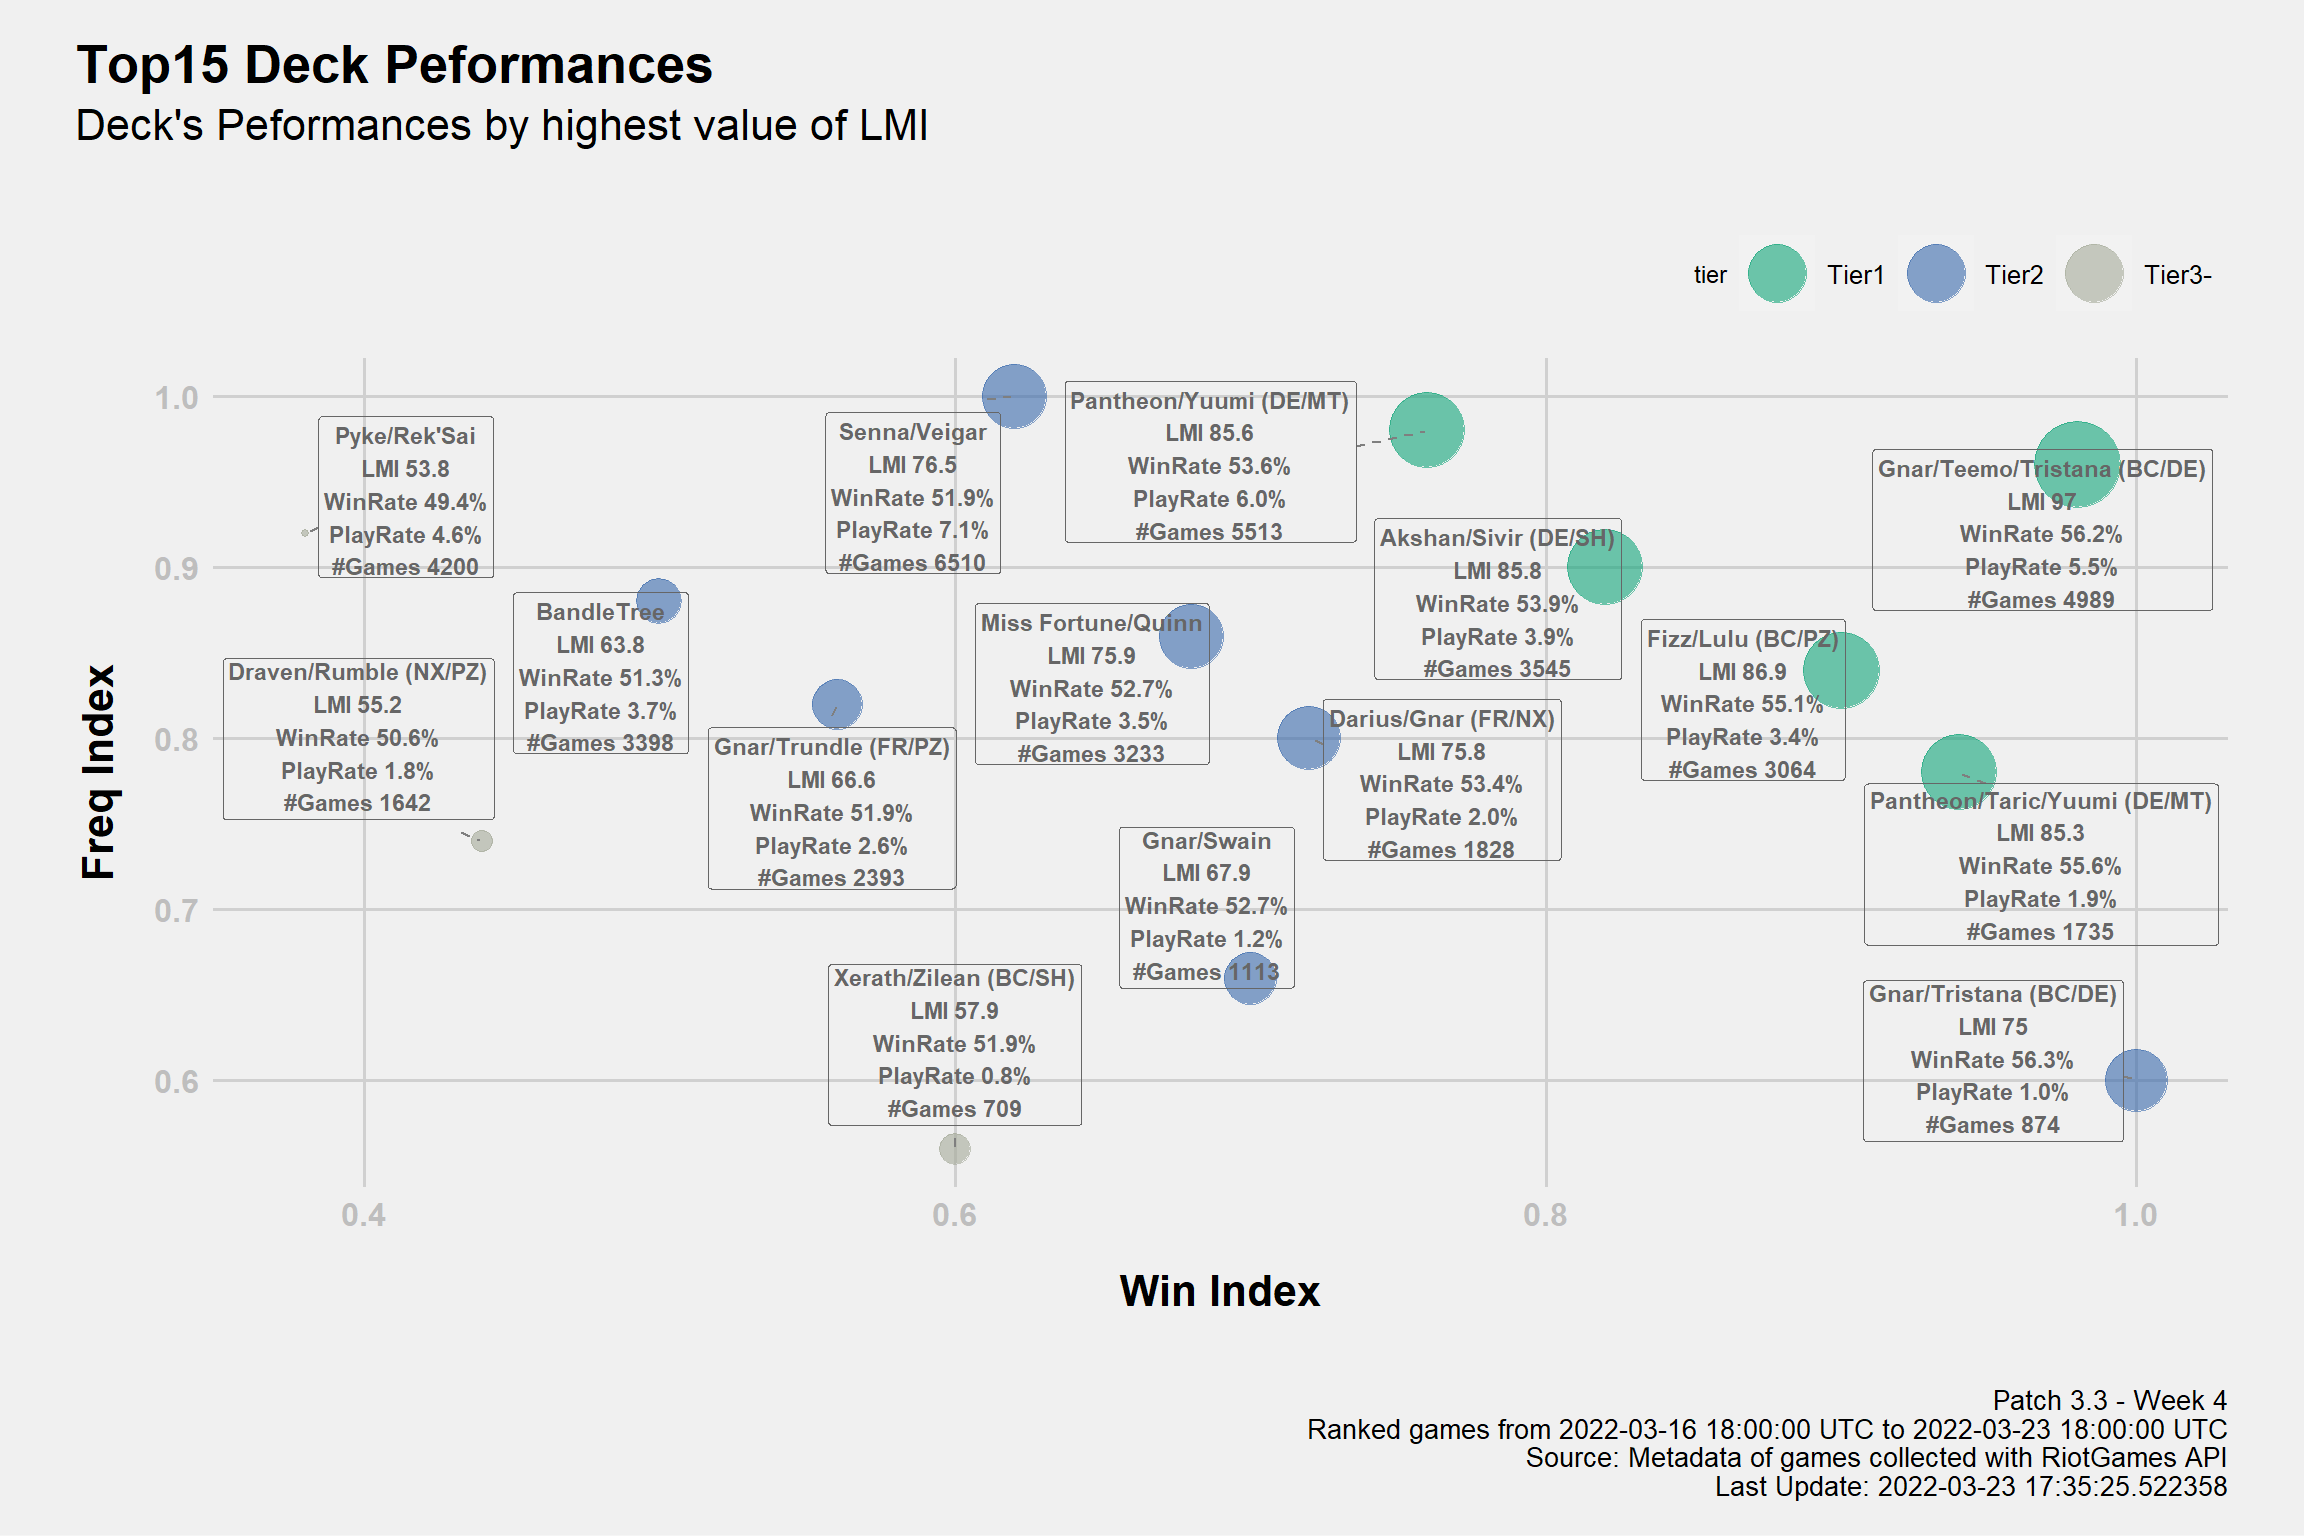 Top15 Deck Peformances
Deck's Peformances by highest value of LMI
tier
Tier1
Tier2
Tier3-
Freq Index
1.0
0.9
0.8
0.7
0.6
Pyke/Rek'Sai
LMI 53.8
WinRate 49.4%
PlayRate 4.6%
#Games 4200
Senna/Veigar
LMI 76.5
WinRate 51.9%
PlayRate 7.1%
#Games 6510
Pantheon/Yuumi (DE/MT)
LMI 85.6
WinRate 53.6%
PlayRate 6.0%
#Games 5513
Gnar/Teemo/Tristana (BC/DE)
LMI 97
WinRate 56.2%
PlayRate 5.5%
#Games 4989
Akshan/Sivir (DE/SH)
LMI 85.8
WinRate 53.9%
PlayRate 3.9%
#Games 3545
BandleTree
LMI 63.8
WinRate 51.3%
PlayRate 3.7%
#Games 3398
Miss Fortune/Quinn
LMI 75.9
WinRate 52.7%
PlayRate 3.5%
#Games 3233
Fizz/Lulu (BC/PZ)
LMI 86.9
WinRate 55.1%
PlayRate 3.4%
#Games 3064
Draven/Rumble (NX/PZ)
LMI 55.2
WinRate 50.6%
PlayRate 1.8%
#Games 1642
Gnar/Trundle (FR/PZ)
LMI 66.6
WinRate 51.9%
PlayRate 2.6%
#Games 2393
Darius/Gnar (FR/NX)
LMI 75.8
WinRate 53.4%
PlayRate 2.0%
#Games 1828
Pantheon/Taric/Yuumi (DE/MT)
LMI 85.3
WinRate 55.6%
PlayRate 1.9%
#Games 1735
Gnar/Swain
LMI 67.9
WinRate 52.7%
PlayRate 1.2%
#Games 1113
Xerath/Zilean (BC/SH)
LMI 57.9
WinRate 51.9%
PlayRate 0.8%
#Games 709
Gnar/Tristana (BC/DE)
LMI 75
WinRate 56.3%
PlayRate 1.0%
#Games 874
0.4
0.6
0.8
1.0
Win Index
Patch 3.3 - Week 4
Ranked games from 2022-03-16 18:00:00 UTC to 2022-03-23 18:00:00 UTC
Source: Metadata of games collected with RiotGames API
Last Update: 2022-03-23 17:35:25.522358